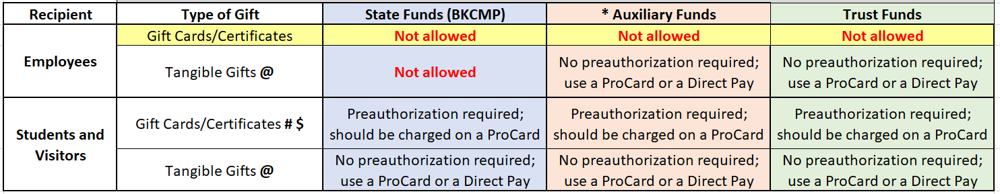 Recipient Type of Gift State Funds (BKCMP) * Auxiliary Funds Trust Funds
Employees
Gift Cards/Certificates Not allowed Not allowed Not allowed
Tangible Gifts @ Not allowed
No preauthorization required;
use a ProCard or a Direct Pay
No preauthorization required;
use a ProCard or a Direct Pay
Students and
Visitors
Gift Cards/Certificates # $
Preauthorization required;
should be charged on a ProCard
Preauthorization required;
should be charged on a ProCard
Preauthorization required;
should be charged on a ProCard
Tangible Gifts @
No preauthorization required;
use a ProCard or a Direct Pay
No preauthorization required;
use a ProCard or a Direct Pay
No preauthorization required;
use a ProCard or a Direct Pay